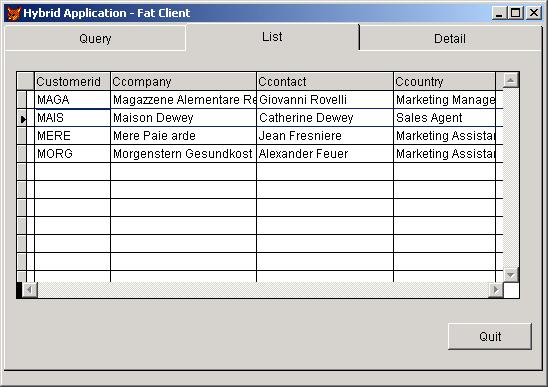 Hybrid Application - Fat Client
Query List Detail
Customerid Ccompany Ccontact Ccountry
MAGA Magazzene Alementare Re Giovanni Rovelli Marketing Manage
MAIS Maison Dewey Catherine Dewey Sales Agent
MERE Mere Paie arde Jean Fresniere Marketing Assistar
MORG Morgenstern Gesundkost Alexander Feuer Marketing Assistar
Quit